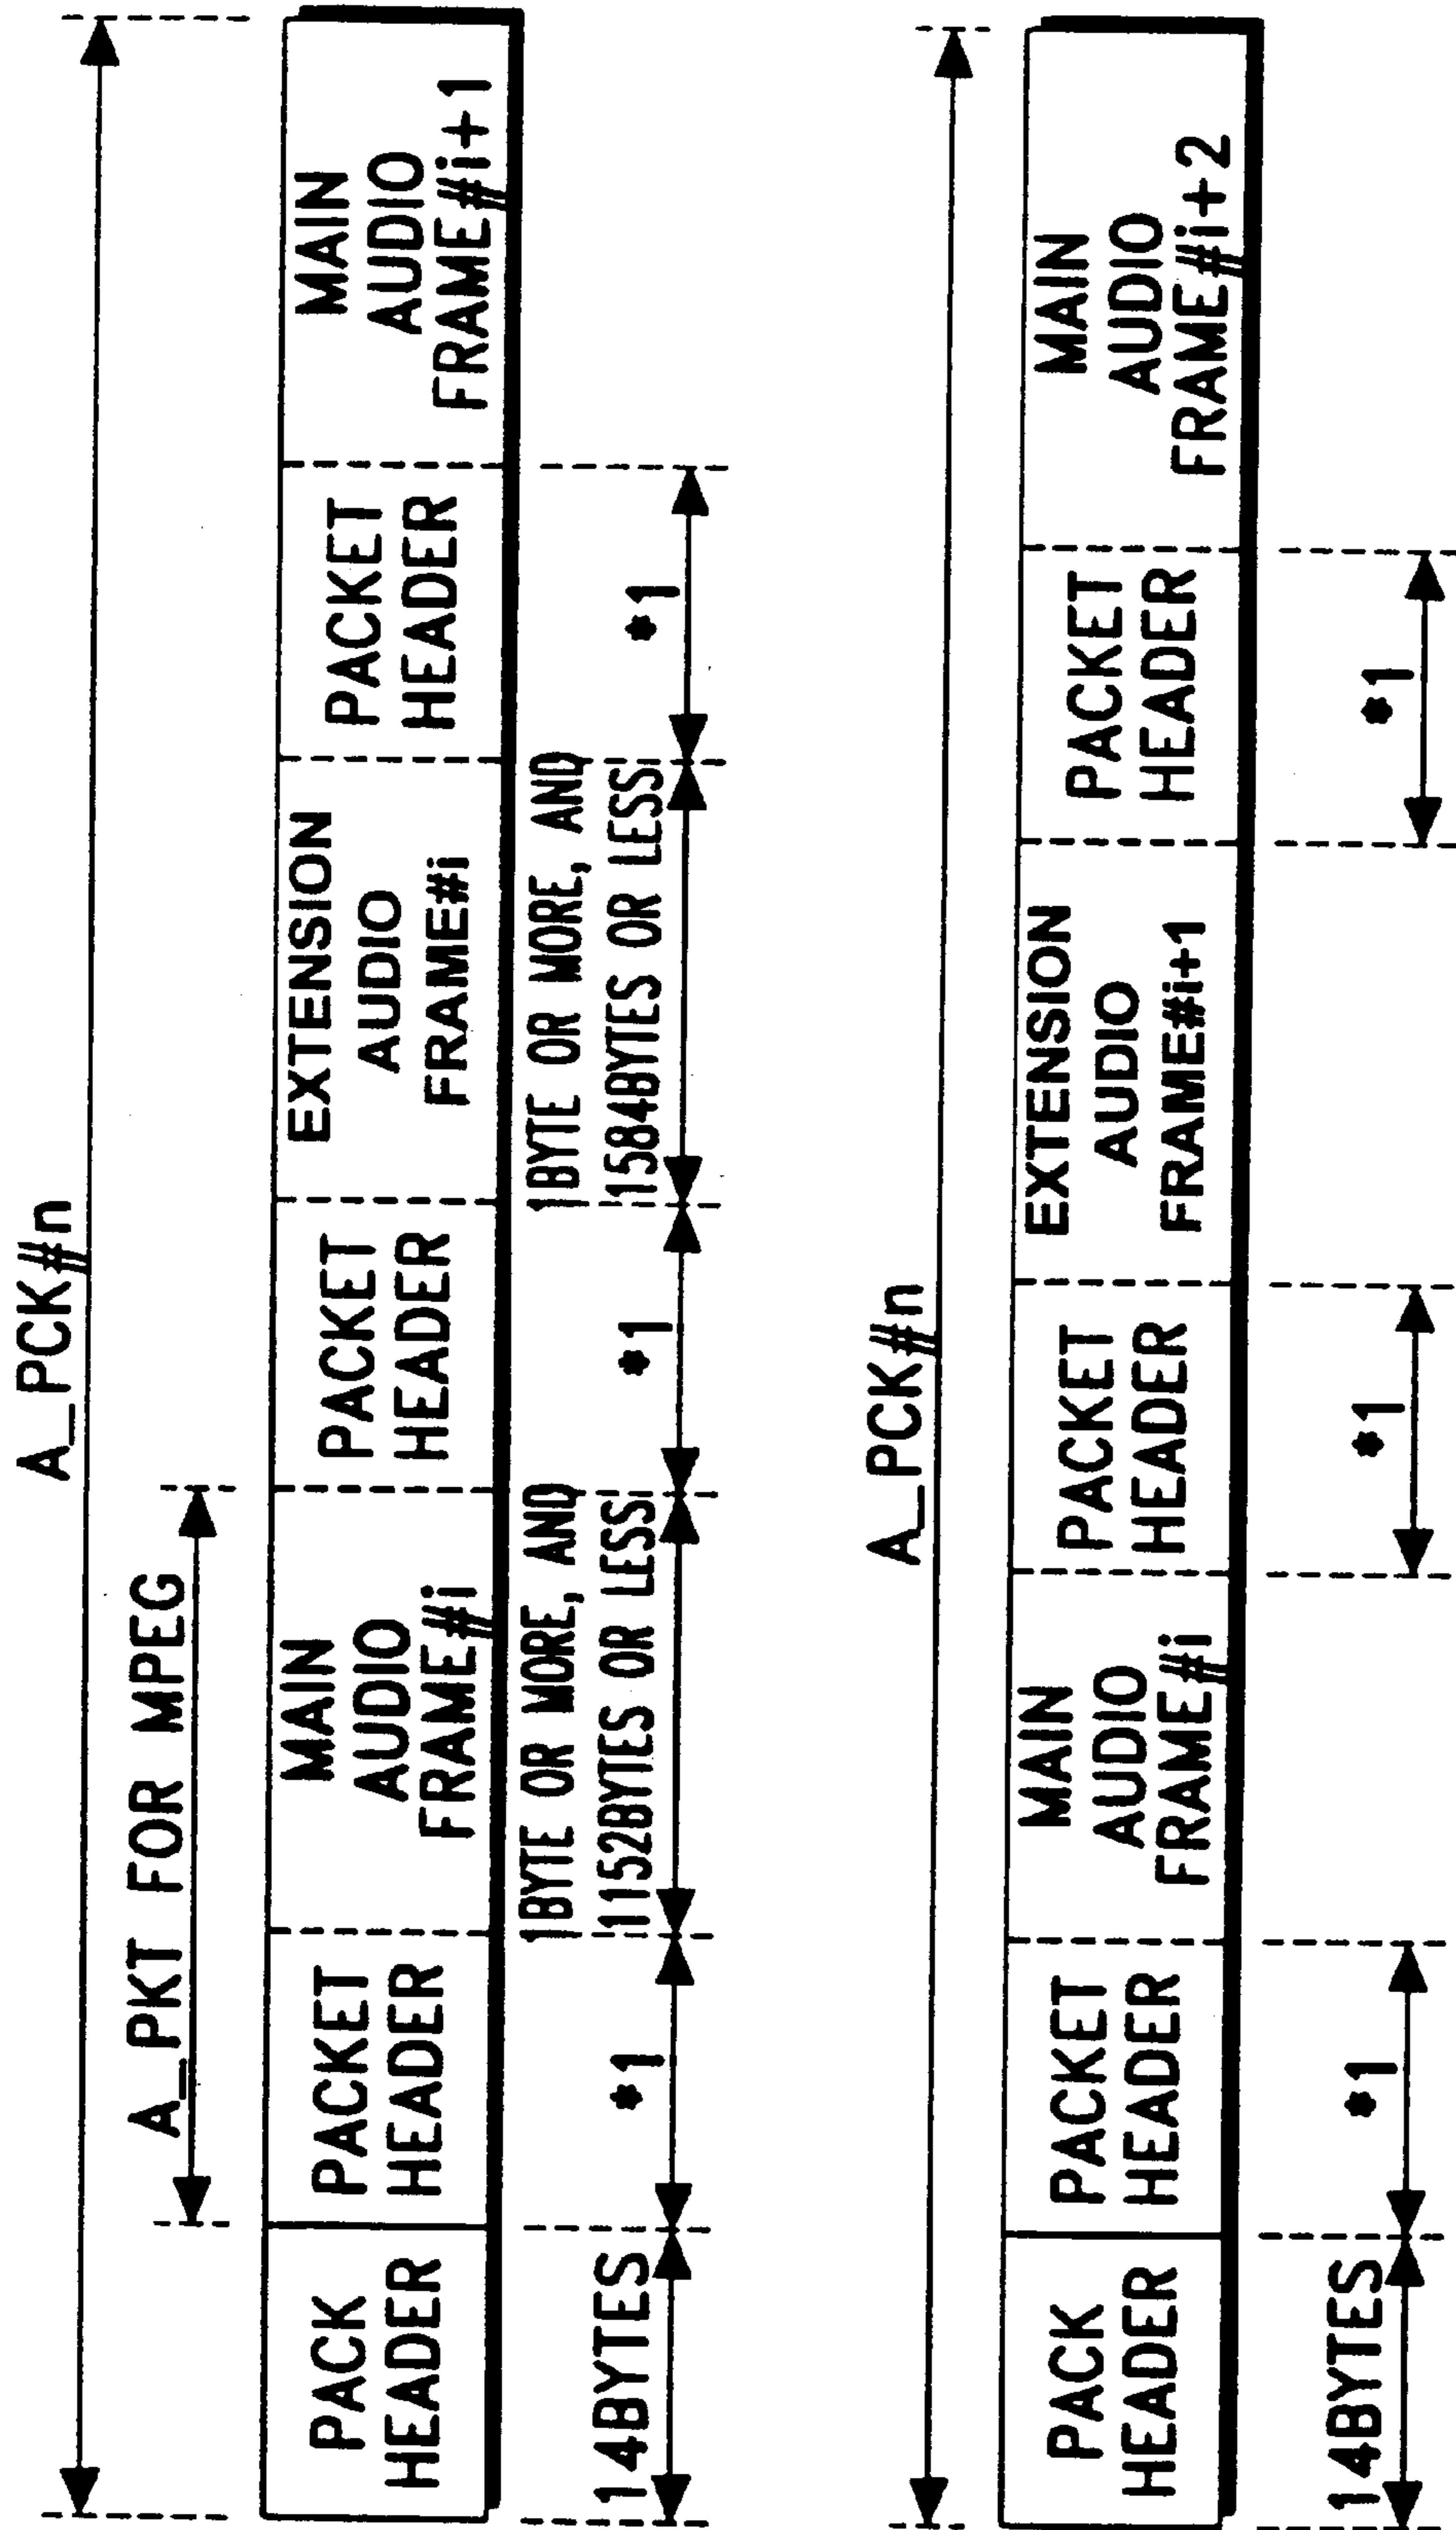 A_PCK#n
A_PKT FOR MPEG
PACK
HEADER
PACKET
HEADER
MAIN
AUDIO
FRAME#i
PACKET
HEADER
EXTENSION
AUDIO
FRAME#i
PACKET
HEADER
MAIN
AUDIO
FRAME#i+1
14BYTES
*1
1BYTE OR MORE, AND
1152BYTES OR LESS
*1
1BYTE OR MORE, AND
1584BYTES OR LESS
*1
A_PCK#n
PACK
HEADER
PACKET
HEADER
MAIN
AUDIO
FRAME#i
PACKET
HEADER
EXTENSION
AUDIO
FRAME#i+1
PACKET
HEADER
MAIN
AUDIO
FRAME#i+2
14BYTES
*1
*1
*1